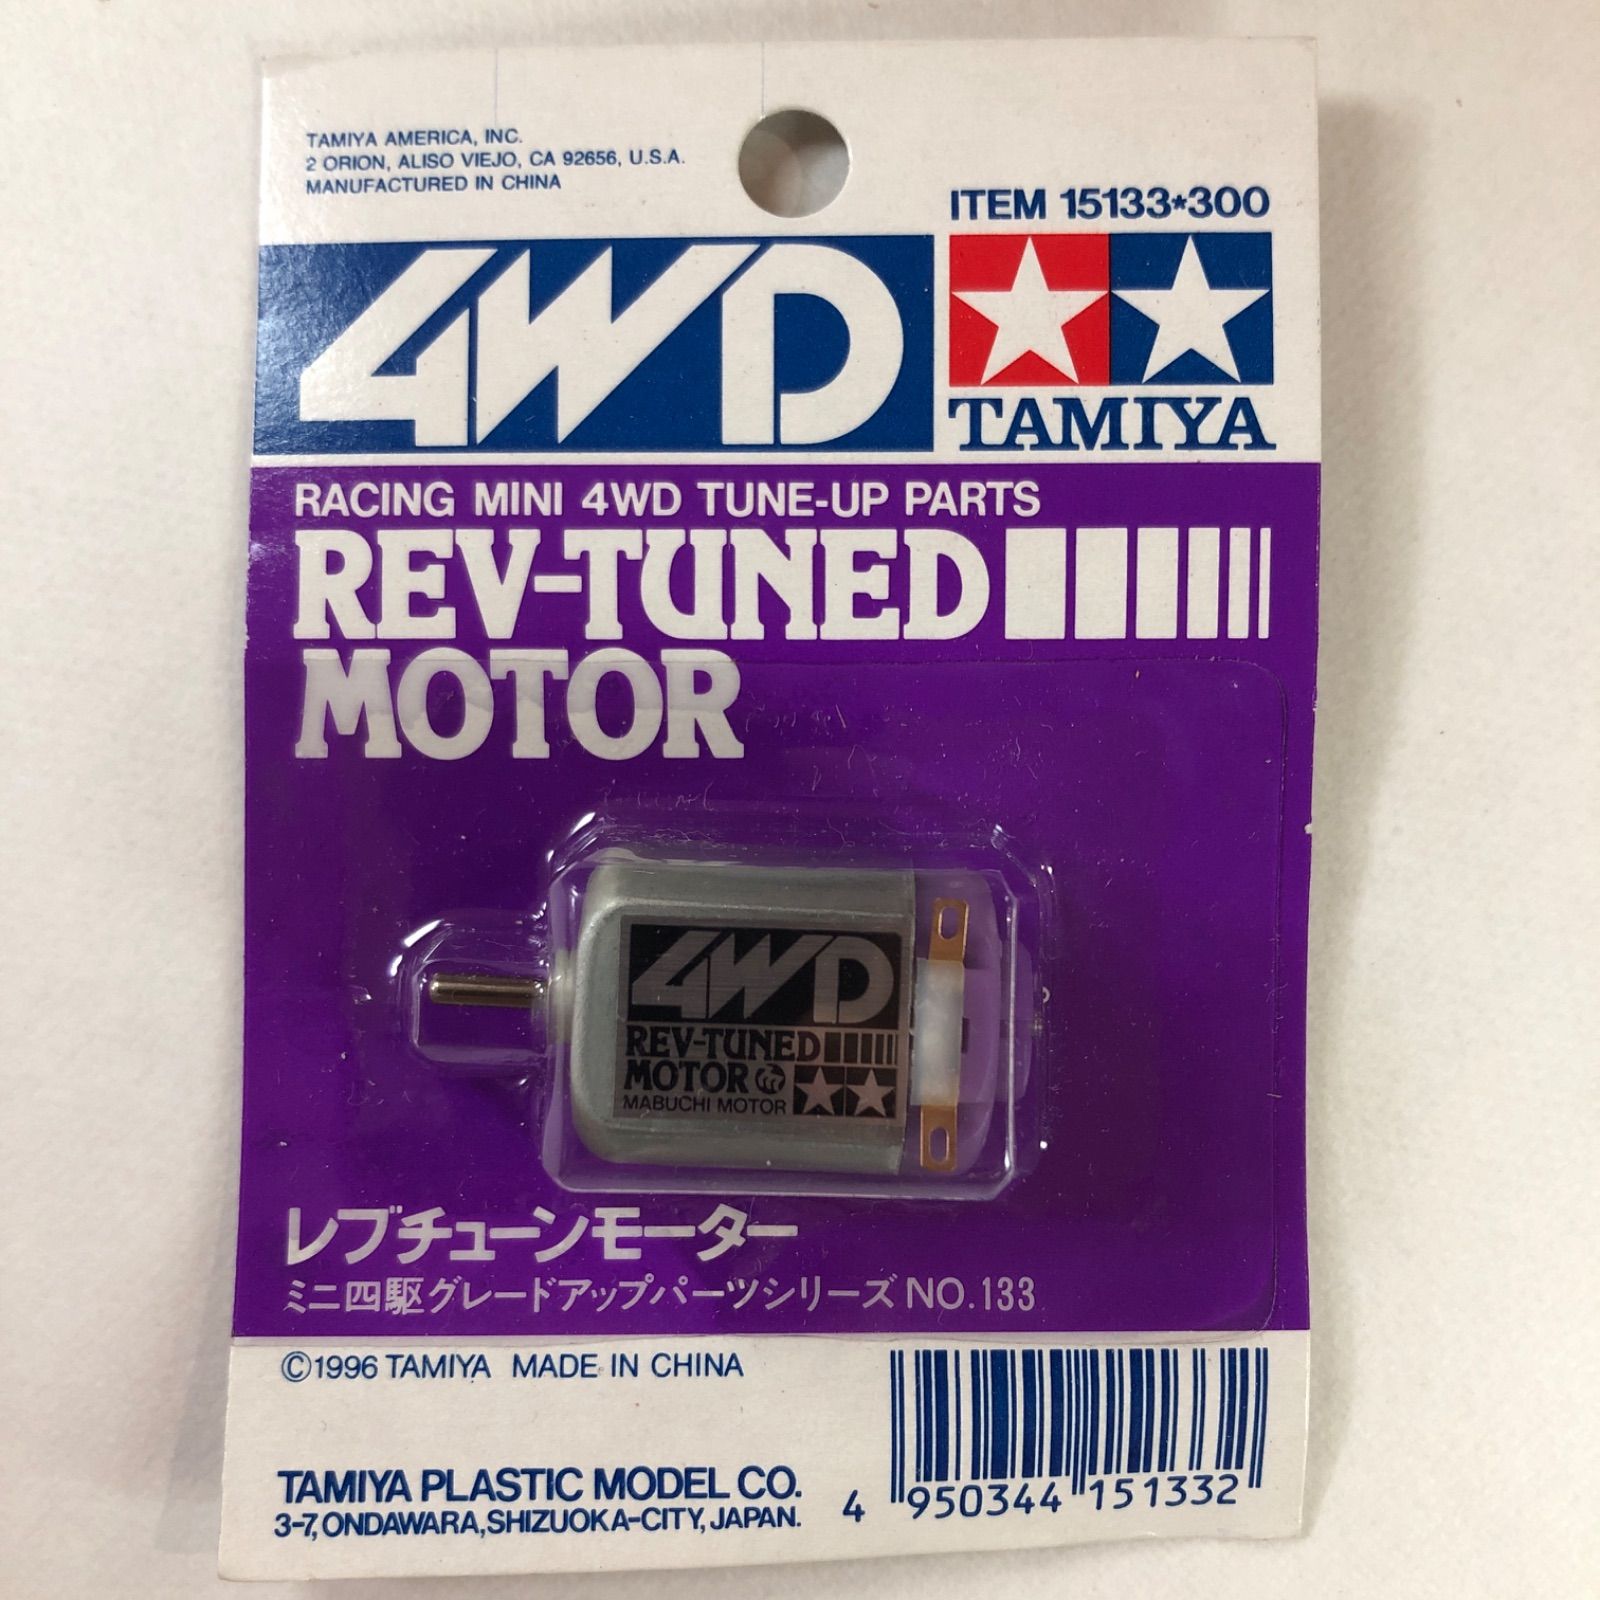 TAMIYA AMERICA, INC.
2 ORION, ALISO VIEJO, CA 92656, U.S.A.
MANUFACTURED IN CHINA
ITEM 15133*300
4WD
TAMIYA
RACING MINI 4WD TUNE-UP PARTS
REV-TUNED
MOTOR
4WD
REV-TUNED
MOTOR
MABUCHI MOTOR
レブチューンモーター
ミニ四駆グレードアップパーツシリーズ NO.133
©1996 TAMIYA MADE IN CHINA
TAMIYA PLASTIC MODEL CO.
3-7, ONDAWARA, SHIZUOKA-CITY, JAPAN.
4 950344 151332